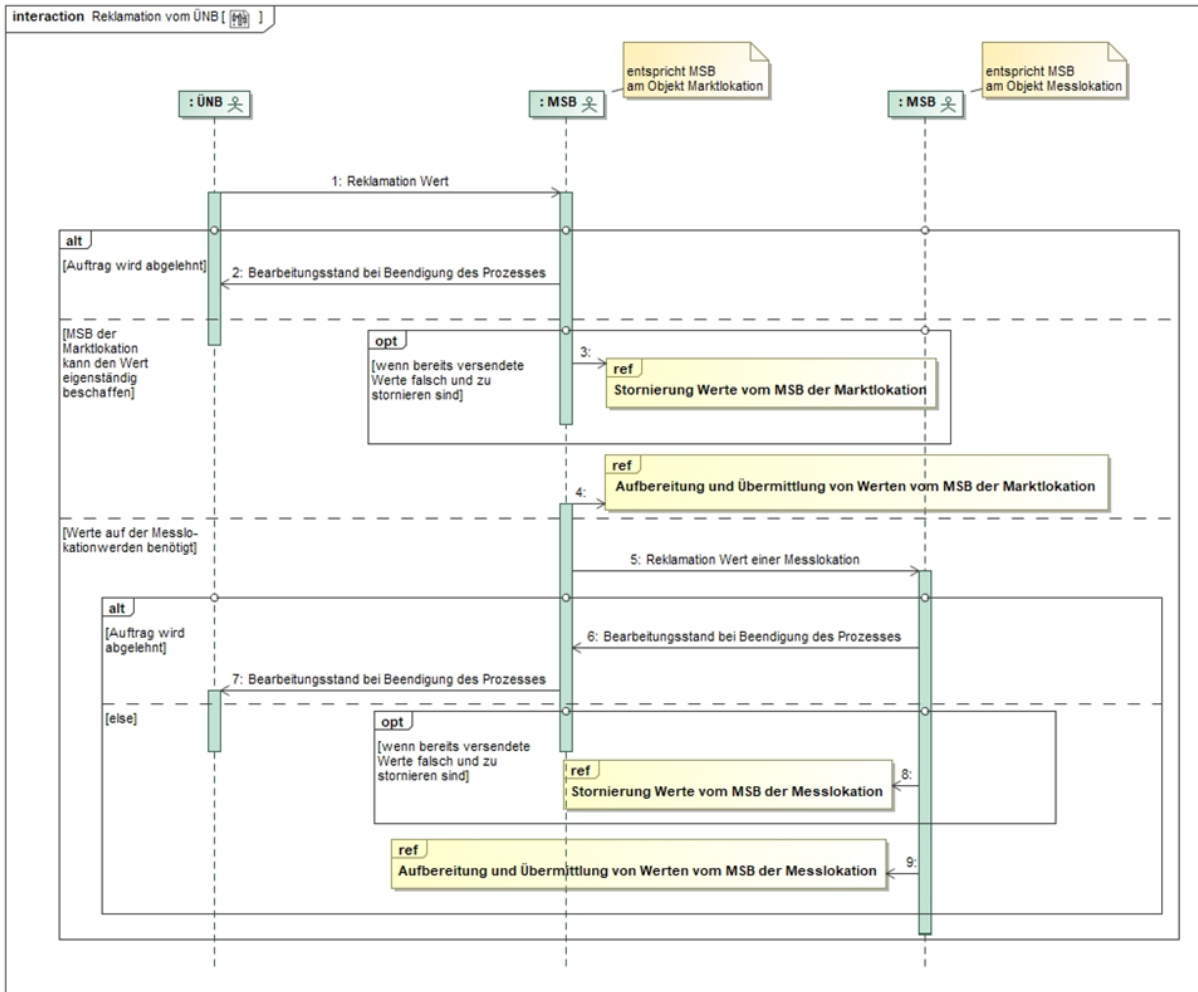 interaction Reklamation vom ÜNB [ ]
entspricht MSB
am Objekt Marktlokation
entspricht MSB
am Objekt Messlokation
: ÜNB
: MSB
: MSB
1: Reklamation Wert
alt
[Auftrag wird abgelehnt]
2: Bearbeitungsstand bei Beendigung des Prozesses
[MSB der
Marktlokation
kann den Wert
eigenständig
beschaffen]
opt
[wenn bereits versendete
Werte falsch und zu
stornieren sind]
3:
ref
Stornierung Werte vom MSB der Marktlokation
ref
Aufbereitung und Übermittlung von Werten vom MSB der Marktlokation
4:
[Werte auf der Messlo-
kationwerden benötigt]
5: Reklamation Wert einer Messlokation
alt
[Auftrag wird
abgelehnt]
6: Bearbeitungsstand bei Beendigung des Prozesses
7: Bearbeitungsstand bei Beendigung des Prozesses
[else]
opt
[wenn bereits versendete
Werte falsch und zu
stornieren sind]
ref
8:
Stornierung Werte vom MSB der Messlokation
ref
9:
Aufbereitung und Übermittlung von Werten vom MSB der Messlokation